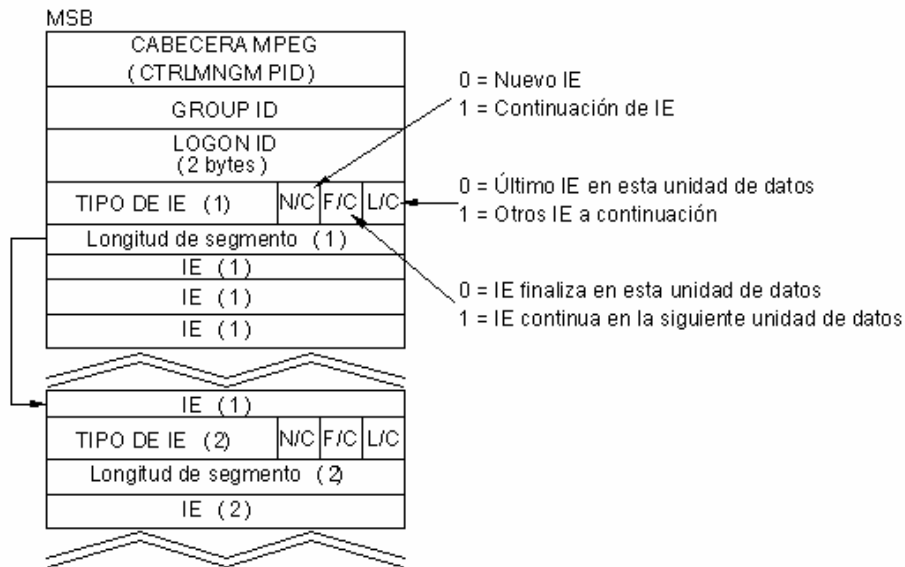 MSB
CABECERA MPEG
(CTRLMNGM PID)
GROUP ID
LOGON ID
(2 bytes)
TIPO DE IE (1) N/C F/C L/C
Longitud de segmento (1)
IE (1)
IE (1)
IE (1)
IE (1)
TIPO DE IE (2) N/C F/C L/C
Longitud de segmento (2)
IE (2)
0 = Nuevo IE
1 = Continuación de IE
0 = Último IE en esta unidad de datos
1 = Otros IE a continuación
0 = IE finaliza en esta unidad de datos
1 = IE continua en la siguiente unidad de datos